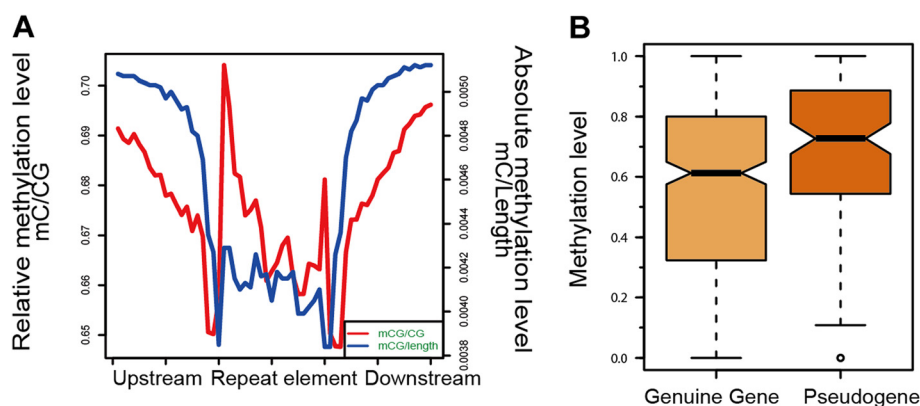 A
Relative methylation level
mC/CG
0.70
0.69
0.68
0.67
0.66
0.65
mCG/CG
mCG/length
Upstream Repeat element Downstream
0.0050
0.0048
0.0046
0.0044
0.0042
0.0040
0.0038
Absolute methylation level
mC/Length
B
Methylation level
1.0
0.8
0.6
0.4
0.2
0.0
Genuine Gene Pseudogene